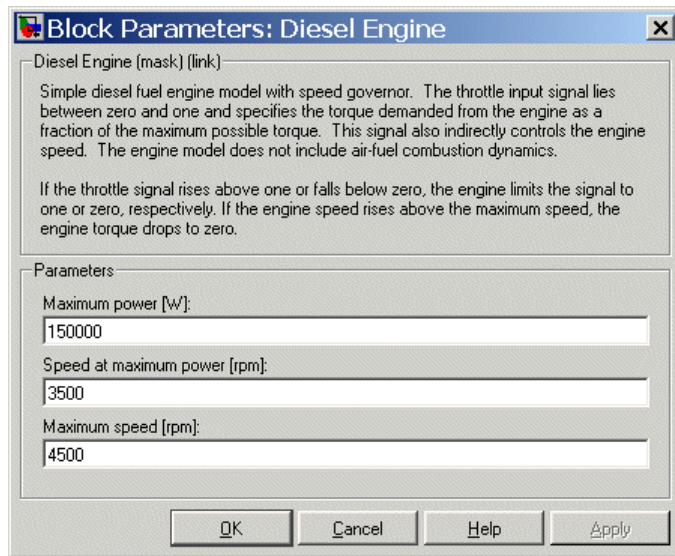 Block Parameters: Diesel Engine
Diesel Engine (mask) (link)
Simple diesel fuel engine model with speed governor. The throttle input signal lies
between zero and one and specifies the torque demanded from the engine as a
fraction of the maximum possible torque. This signal also indirectly controls the engine
speed. The engine model does not include air-fuel combustion dynamics.
If the throttle signal rises above one or falls below zero, the engine limits the signal to
one or zero, respectively. If the engine speed rises above the maximum speed, the
engine torque drops to zero.
Parameters
Maximum power [W]:
150000
Speed at maximum power [rpm]:
3500
Maximum speed [rpm]:
4500
OK Cancel Help Apply